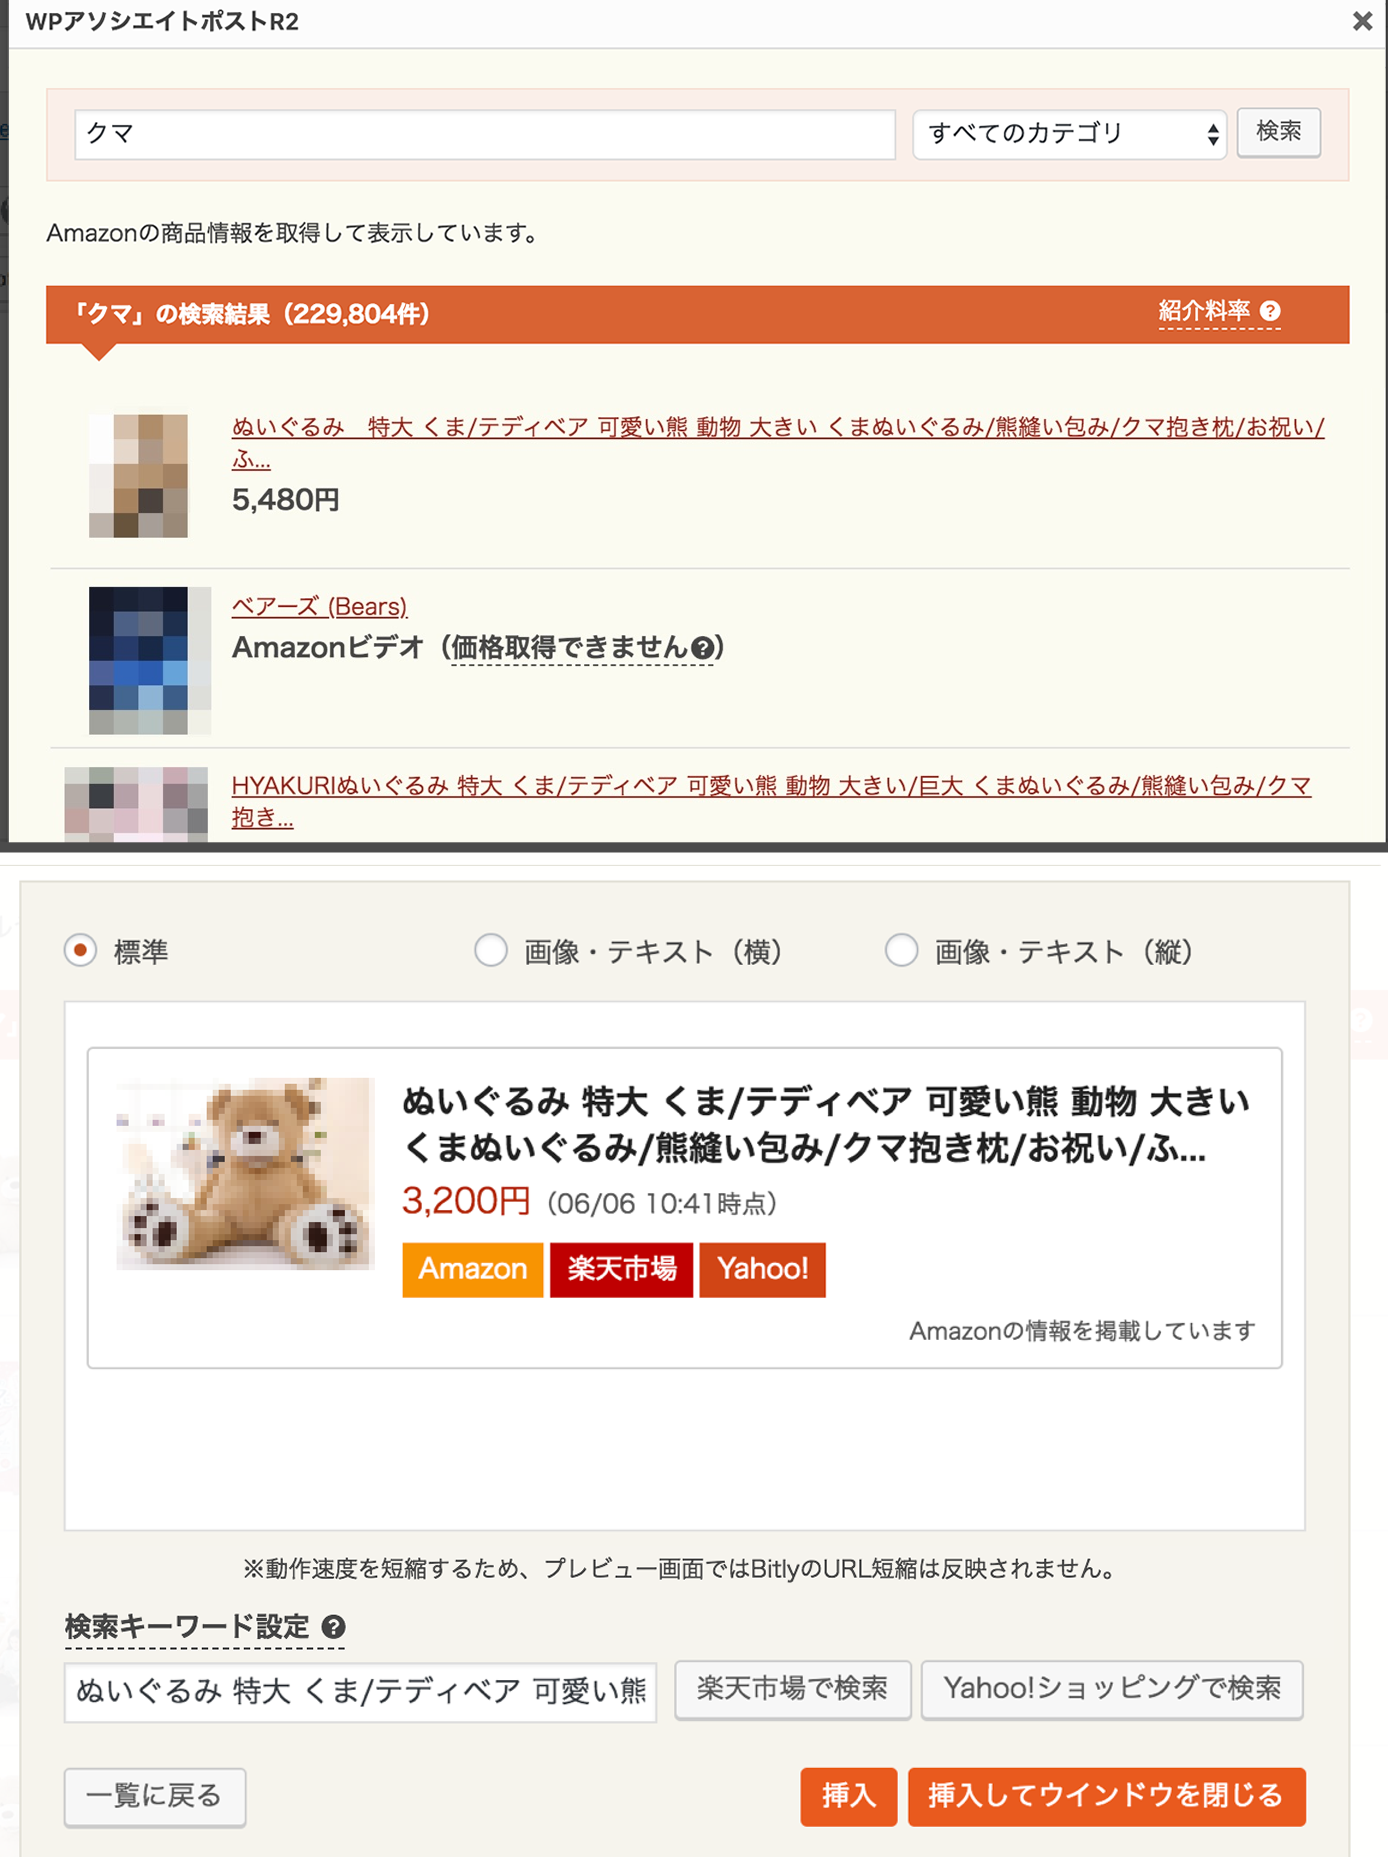 WPアソシエイトポストR2
クマ
すべてのカテゴリ
検索
Amazonの商品情報を取得して表示しています。
「クマ」の検索結果（229,804件）
紹介料率
ぬいぐるみ　特大 くま/テディベア 可愛い熊 動物 大きい くまぬいぐるみ/熊縫い包み/クマ抱き枕/お祝い/
ふ...
5,480円
ベアーズ (Bears)
Amazonビデオ（価格取得できません?）
HYAKURIぬいぐるみ 特大 くま/テディベア 可愛い熊 動物 大きい/巨大 くまぬいぐるみ/熊縫い包み/クマ
抱き...
標準
画像・テキスト（横）
画像・テキスト（縦）
ぬいぐるみ 特大 くま/テディベア 可愛い熊 動物 大きい
くまぬいぐるみ/熊縫い包み/クマ抱き枕/お祝い/ふ...
3,200円（06/06 10:41時点）
Amazon
楽天市場
Yahoo!
Amazonの情報を掲載しています
※動作速度を短縮するため、プレビュー画面ではBitlyのURL短縮は反映されません。
検索キーワード設定
ぬいぐるみ 特大 くま/テディベア 可愛い熊
楽天市場で検索
Yahoo!ショッピングで検索
一覧に戻る
挿入
挿入してウインドウを閉じる